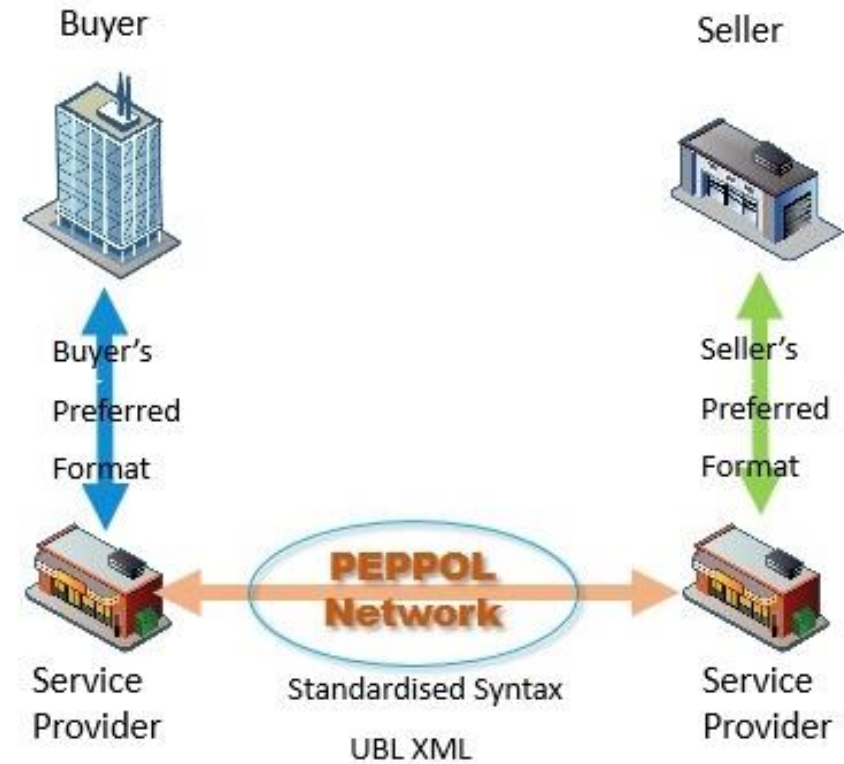 Buyer
Seller
Buyer's
Preferred
Format
Seller's
Preferred
Format
PEPPOL
Network
Service
Provider
Standardised Syntax
UBL XML
Service
Provider